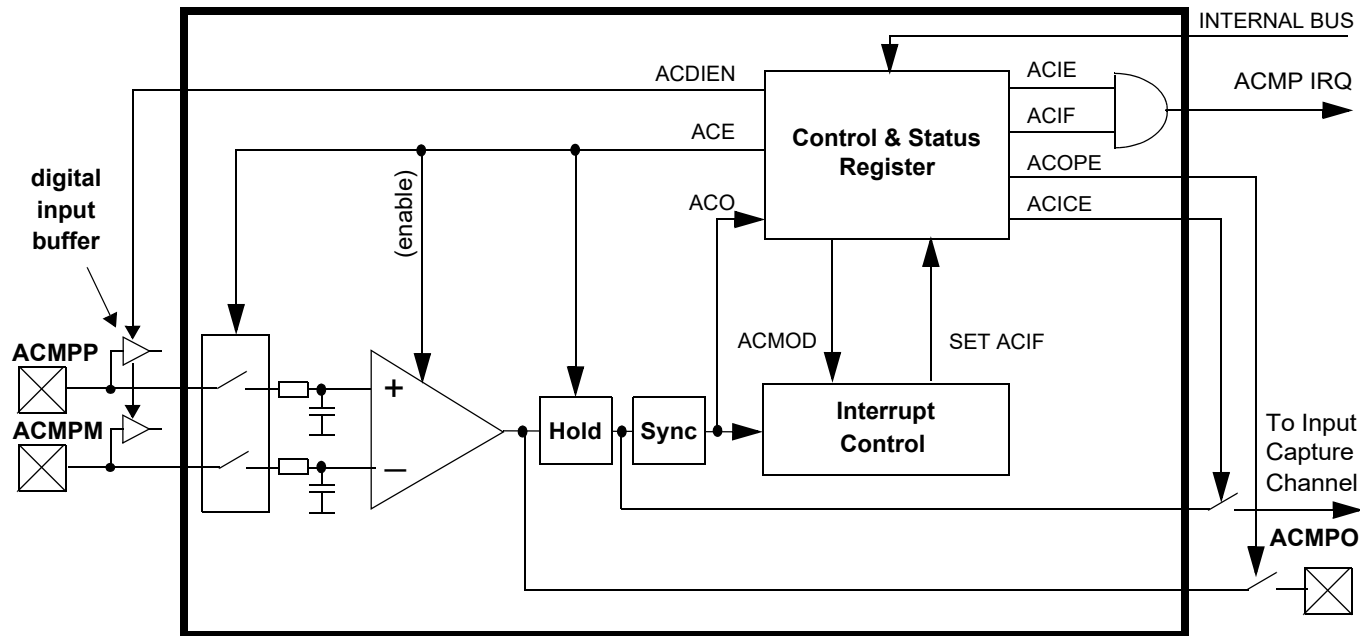 INTERNAL BUS
ACDIEN
ACIE
ACMP IRQ
ACIF
ACE
Control & Status
Register
ACOPE
digital
input
buffer
(enable)
ACO
ACICE
ACMOD
SET ACIF
ACMPP
+
Interrupt
Control
ACMPM
Hold
Sync
To Input
Capture
Channel
–
ACMPO